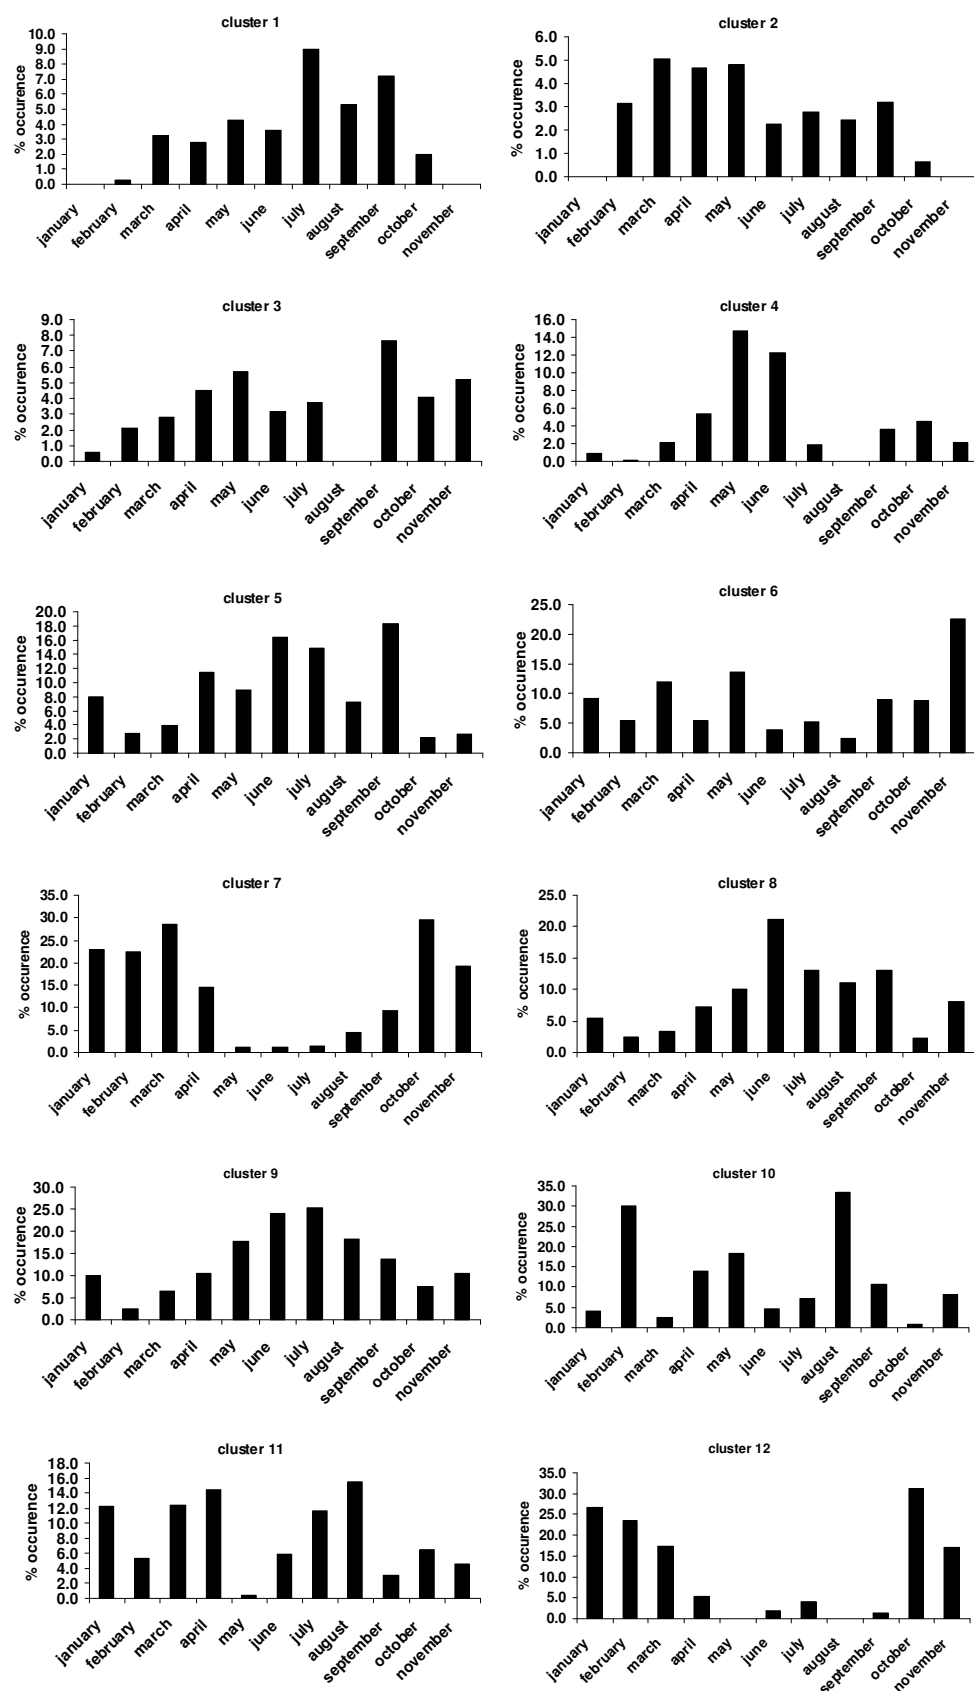 cluster 1
% occurence
10.0
9.0
8.0
7.0
6.0
5.0
4.0
3.0
2.0
1.0
0.0
january
february
march
april
may
june
july
august
september
october
november
cluster 2
% occurence
6.0
5.0
4.0
3.0
2.0
1.0
0.0
january
february
march
april
may
june
july
august
september
october
november
cluster 3
% occurence
9.0
8.0
7.0
6.0
5.0
4.0
3.0
2.0
1.0
0.0
january
february
march
april
may
june
july
august
september
october
november
cluster 4
% occurence
16.0
14.0
12.0
10.0
8.0
6.0
4.0
2.0
0.0
january
february
march
april
may
june
july
august
september
october
november
cluster 5
% occurence
20.0
18.0
16.0
14.0
12.0
10.0
8.0
6.0
4.0
2.0
0.0
january
february
march
april
may
june
july
august
september
october
november
cluster 6
% occurence
25.0
20.0
15.0
10.0
5.0
0.0
january
february
march
april
may
june
july
august
september
october
november
cluster 7
% occurence
35.0
30.0
25.0
20.0
15.0
10.0
5.0
0.0
january
february
march
april
may
june
july
august
september
october
november
cluster 8
% occurence
25.0
20.0
15.0
10.0
5.0
0.0
january
february
march
april
may
june
july
august
september
october
november
cluster 9
% occurence
30.0
25.0
20.0
15.0
10.0
5.0
0.0
january
february
march
april
may
june
july
august
september
october
november
cluster 10
% occurence
35.0
30.0
25.0
20.0
15.0
10.0
5.0
0.0
january
february
march
april
may
june
july
august
september
october
november
cluster 11
% occurence
18.0
16.0
14.0
12.0
10.0
8.0
6.0
4.0
2.0
0.0
january
february
march
april
may
june
july
august
september
october
november
cluster 12
% occurence
35.0
30.0
25.0
20.0
15.0
10.0
5.0
0.0
january
february
march
april
may
june
july
august
september
october
november